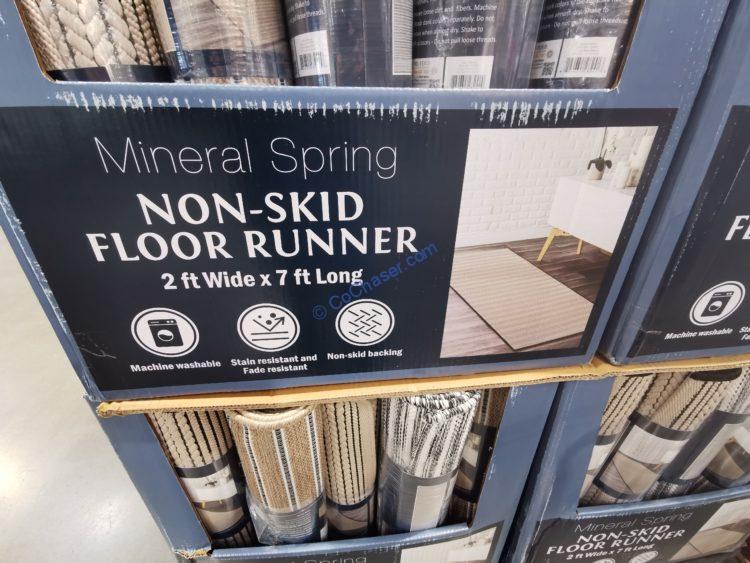 Mineral Spring
NON-SKID
FLOOR RUNNER
2 ft Wide x 7 ft Long
© CoChaser.com
Machine washable
Stain resistant and
Fade resistant
Non-skid backing
Machine washable
Mineral Spring
NON-SKID
FLOOR RUNNER
2 ft Wide x 7 ft Long